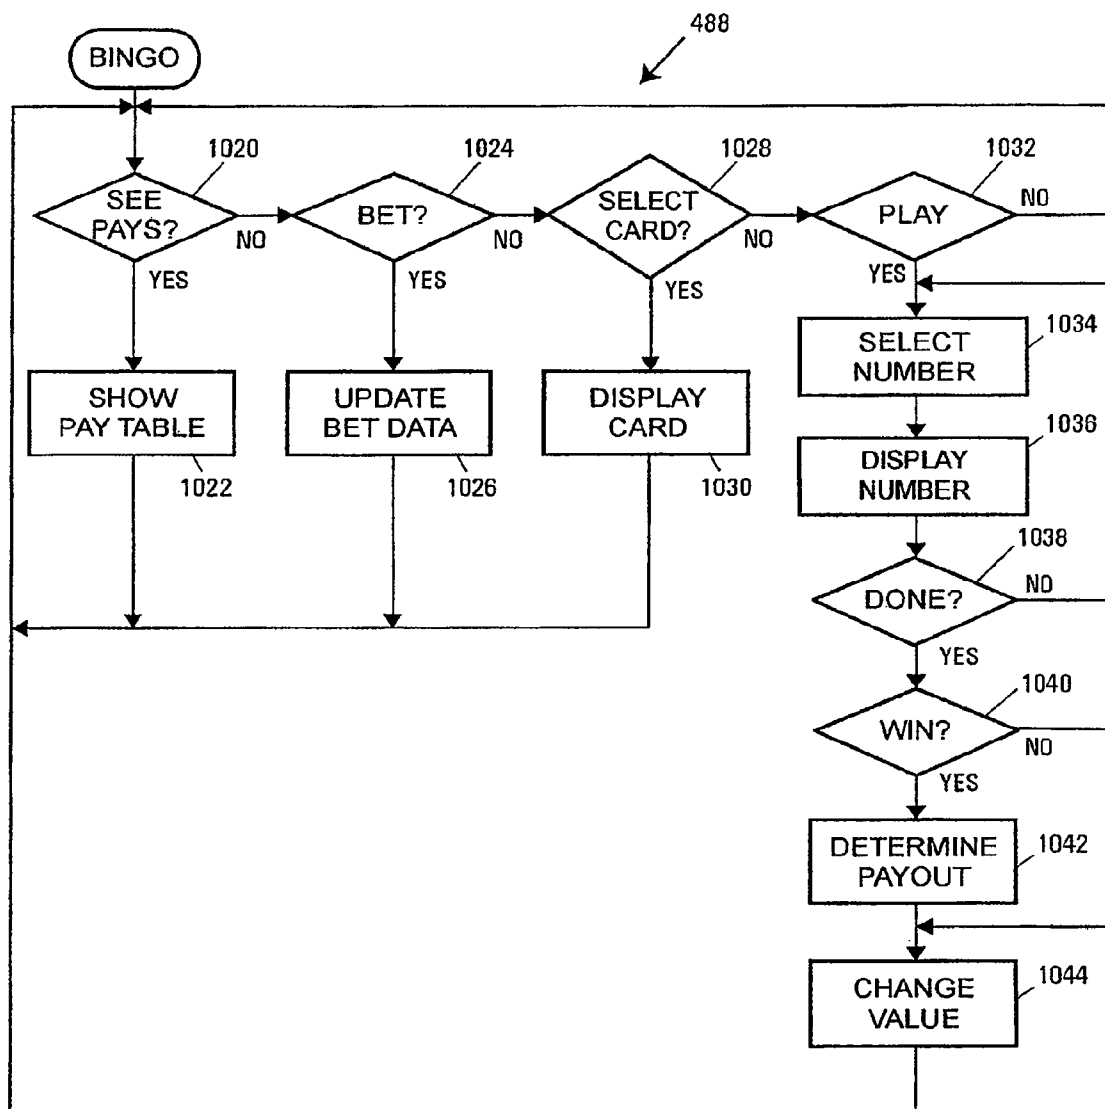 488
BINGO
1020
SEE
PAYS?
NO
YES
1024
BET?
NO
YES
1028
SELECT
CARD?
NO
YES
1032
PLAY
NO
YES
SHOW
PAY TABLE
1022
UPDATE
BET DATA
1026
DISPLAY
CARD
1030
SELECT
NUMBER
1034
DISPLAY
NUMBER
1036
DONE?
1038
NO
YES
WIN?
1040
NO
YES
DETERMINE
PAYOUT
1042
CHANGE
VALUE
1044